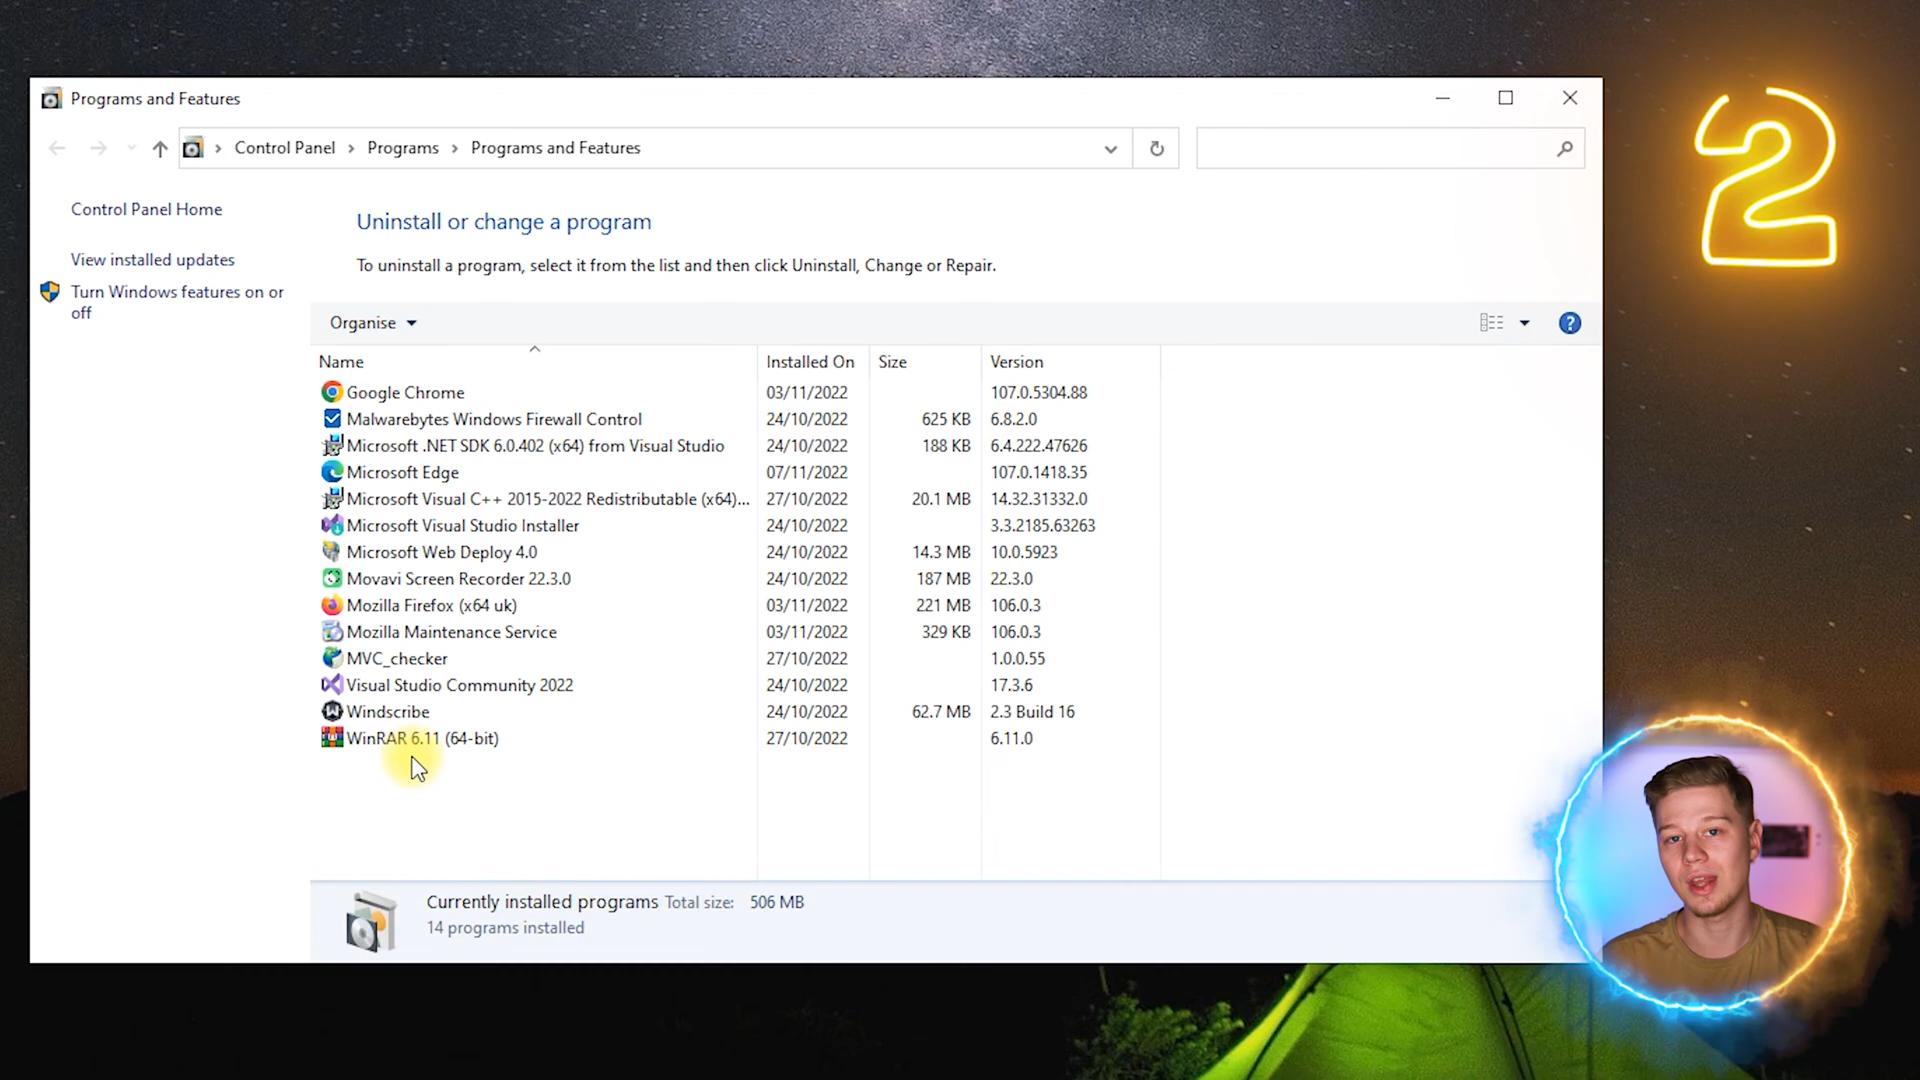 2
Programs and Features
Control Panel > Programs > Programs and Features
Control Panel Home
View installed updates
Turn Windows features on or
off
Uninstall or change a program
To uninstall a program, select it from the list and then click Uninstall, Change or Repair.
Organise
Name Installed On Size Version
Google Chrome 03/11/2022 107.0.5304.88
Malwarebytes Windows Firewall Control 24/10/2022 625 KB 6.8.2.0
Microsoft .NET SDK 6.0.402 (x64) from Visual Studio 24/10/2022 188 KB 6.4.222.47626
Microsoft Edge 07/11/2022 107.0.1418.35
Microsoft Visual C++ 2015-2022 Redistributable (x64)... 27/10/2022 20.1 MB 14.32.31332.0
Microsoft Visual Studio Installer 24/10/2022 3.3.2185.63263
Microsoft Web Deploy 4.0 24/10/2022 14.3 MB 10.0.5923
Movavi Screen Recorder 22.3.0 24/10/2022 187 MB 22.3.0
Mozilla Firefox (x64 uk) 03/11/2022 221 MB 106.0.3
Mozilla Maintenance Service 03/11/2022 329 KB 106.0.3
MVC_checker 27/10/2022 1.0.0.55
Visual Studio Community 2022 24/10/2022 17.3.6
Windscribe 24/10/2022 62.7 MB 2.3 Build 16
WinRAR 6.11 (64-bit) 27/10/2022 6.11.0
Currently installed programs Total size: 506 MB
14 programs installed